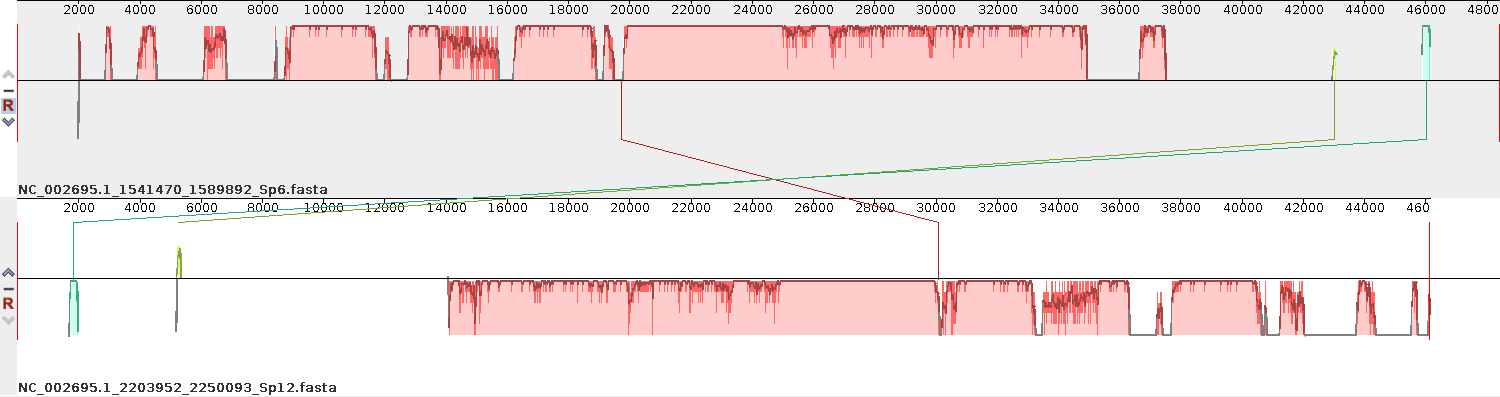 2000 4000 6000 8000 10000 12000 14000 16000 18000 20000 22000 24000 26000 28000 30000 32000 34000 36000 38000 40000 42000 44000 46000 48000
R
NC_002695.1_1541470_1589892_Sp6.fasta
2000 4000 6000 8000 10000 12000 14000 16000 18000 20000 22000 24000 26000 28000 30000 32000 34000 36000 38000 40000 42000 44000 460
R
NC_002695.1_2203952_2250093_Sp12.fasta